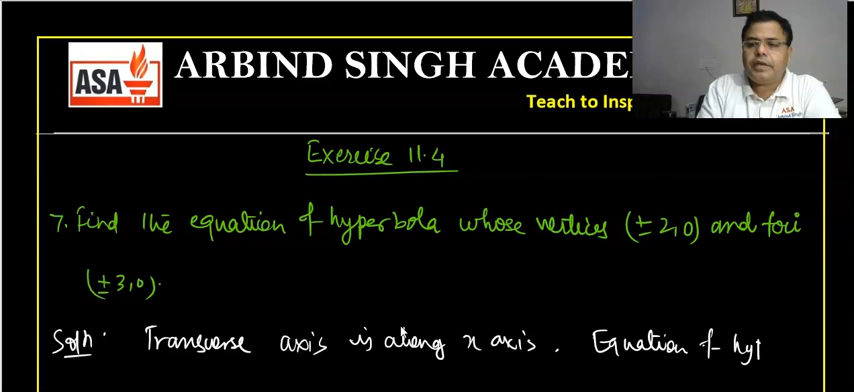 ASA
ARBIND SINGH ACADE
Teach to Insp
ASA
Exercise 11.4
7. Find the equation of hyperbola whose vertices (±2,0) and foci
(±3,0).
Soln. Transverse axis is along x axis. Equation of hyp